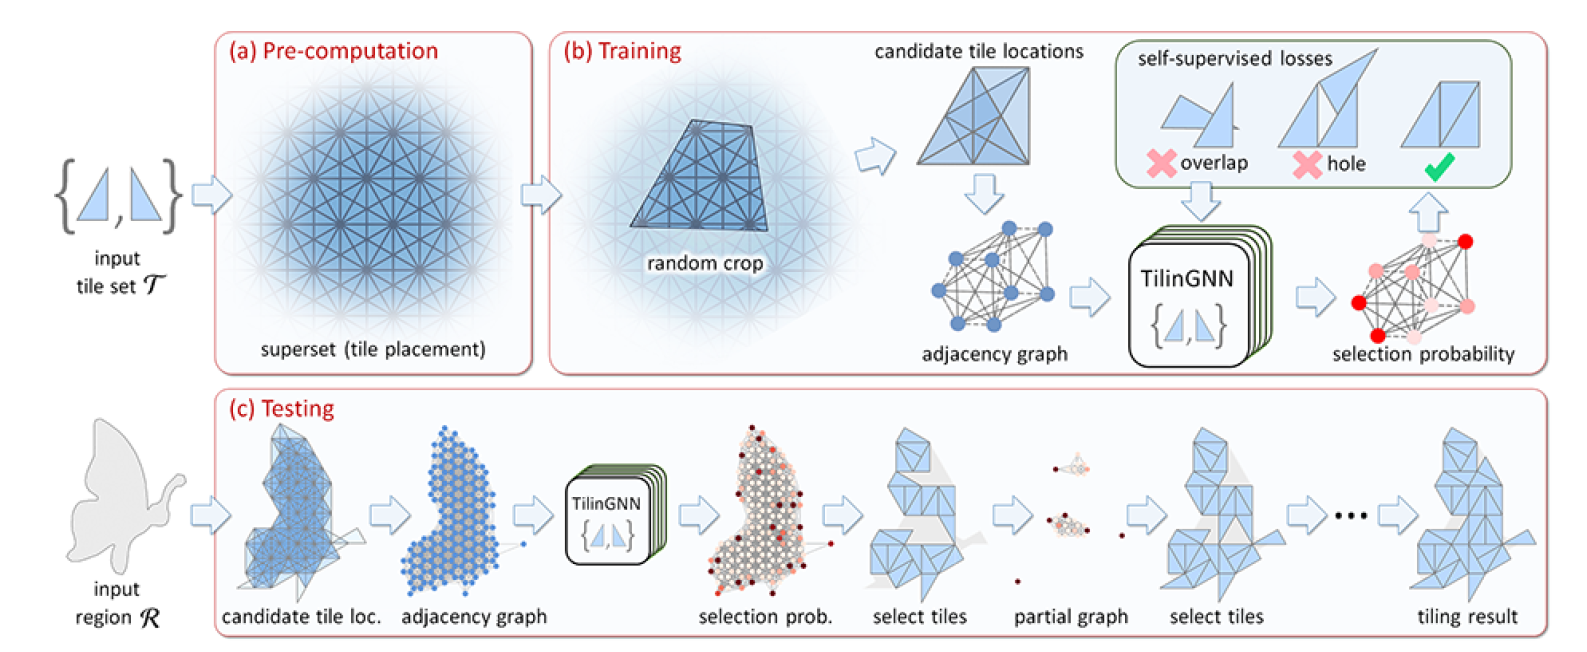 (a) Pre-computation
input
tile set 𝒯
superset (tile placement)
(b) Training
random crop
candidate tile locations
adjacency graph
self-supervised losses
overlap
hole
TilinGNN
selection probability
(c) Testing
input
region ℛ
candidate tile loc.
adjacency graph
TilinGNN
selection prob.
select tiles
partial graph
select tiles
...
tiling result